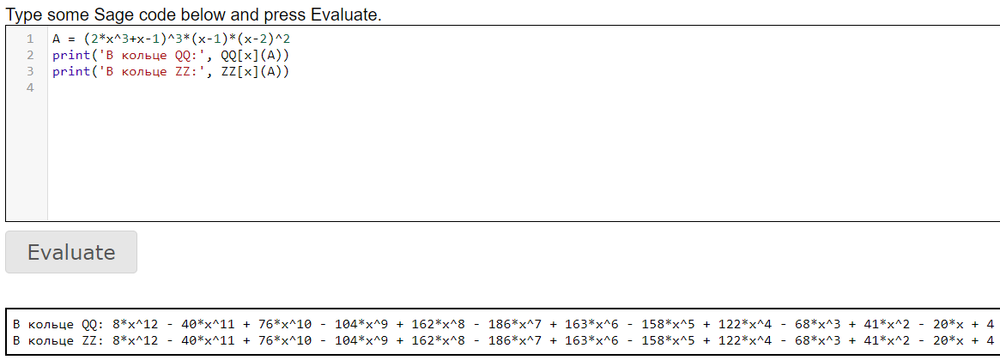 Type some Sage code below and press Evaluate.
1 A = (2*x^3+x-1)^3*(x-1)*(x-2)^2
2 print('В кольце QQ:', QQ[x](A))
3 print('В кольце ZZ:', ZZ[x](A))
4
Evaluate
В кольце QQ: 8*x^12 - 40*x^11 + 76*x^10 - 104*x^9 + 162*x^8 - 186*x^7 + 163*x^6 - 158*x^5 + 122*x^4 - 68*x^3 + 41*x^2 - 20*x + 4
В кольце ZZ: 8*x^12 - 40*x^11 + 76*x^10 - 104*x^9 + 162*x^8 - 186*x^7 + 163*x^6 - 158*x^5 + 122*x^4 - 68*x^3 + 41*x^2 - 20*x + 4